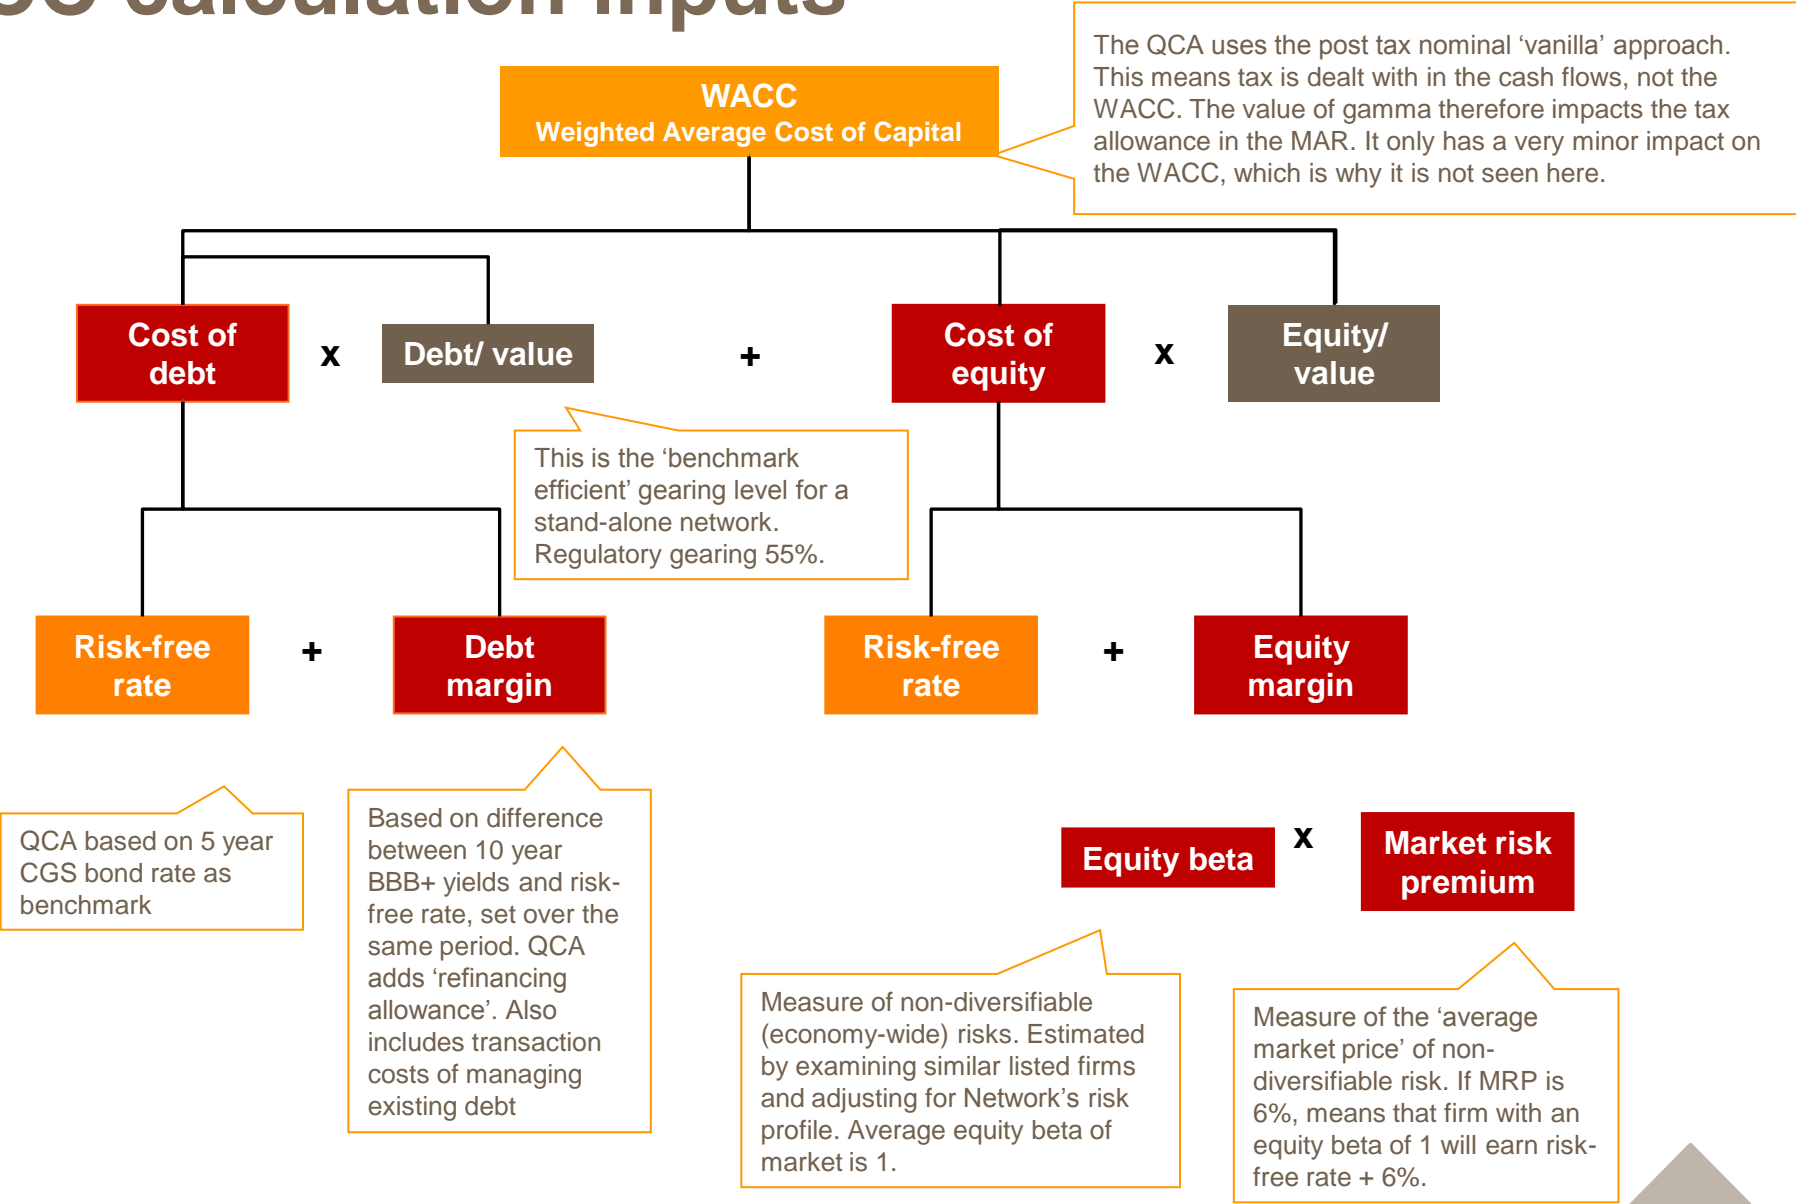 calculation inputs
The QCA uses the post tax nominal ‘vanilla’ approach.
This means tax is dealt with in the cash flows, not the
WACC. The value of gamma therefore impacts the tax
allowance in the MAR. It only has a very minor impact on
the WACC, which is why it is not seen here.
WACC
Weighted Average Cost of Capital
Cost of
debt
x
Debt/ value
+
Cost of
equity
x
Equity/
value
This is the ‘benchmark
efficient’ gearing level for a
stand-alone network.
Regulatory gearing 55%.
Risk-free
rate
+
Debt
margin
Risk-free
rate
+
Equity
margin
QCA based on 5 year
CGS bond rate as
benchmark
Based on difference
between 10 year
BBB+ yields and risk-
free rate, set over the
same period. QCA
adds ‘refinancing
allowance’. Also
includes transaction
costs of managing
existing debt
Equity beta
x
Market risk
premium
Measure of non-diversifiable
(economy-wide) risks. Estimated
by examining similar listed firms
and adjusting for Network’s risk
profile. Average equity beta of
market is 1.
Measure of the ‘average
market price’ of non-
diversifiable risk. If MRP is
6%, means that firm with an
equity beta of 1 will earn risk-
free rate + 6%.